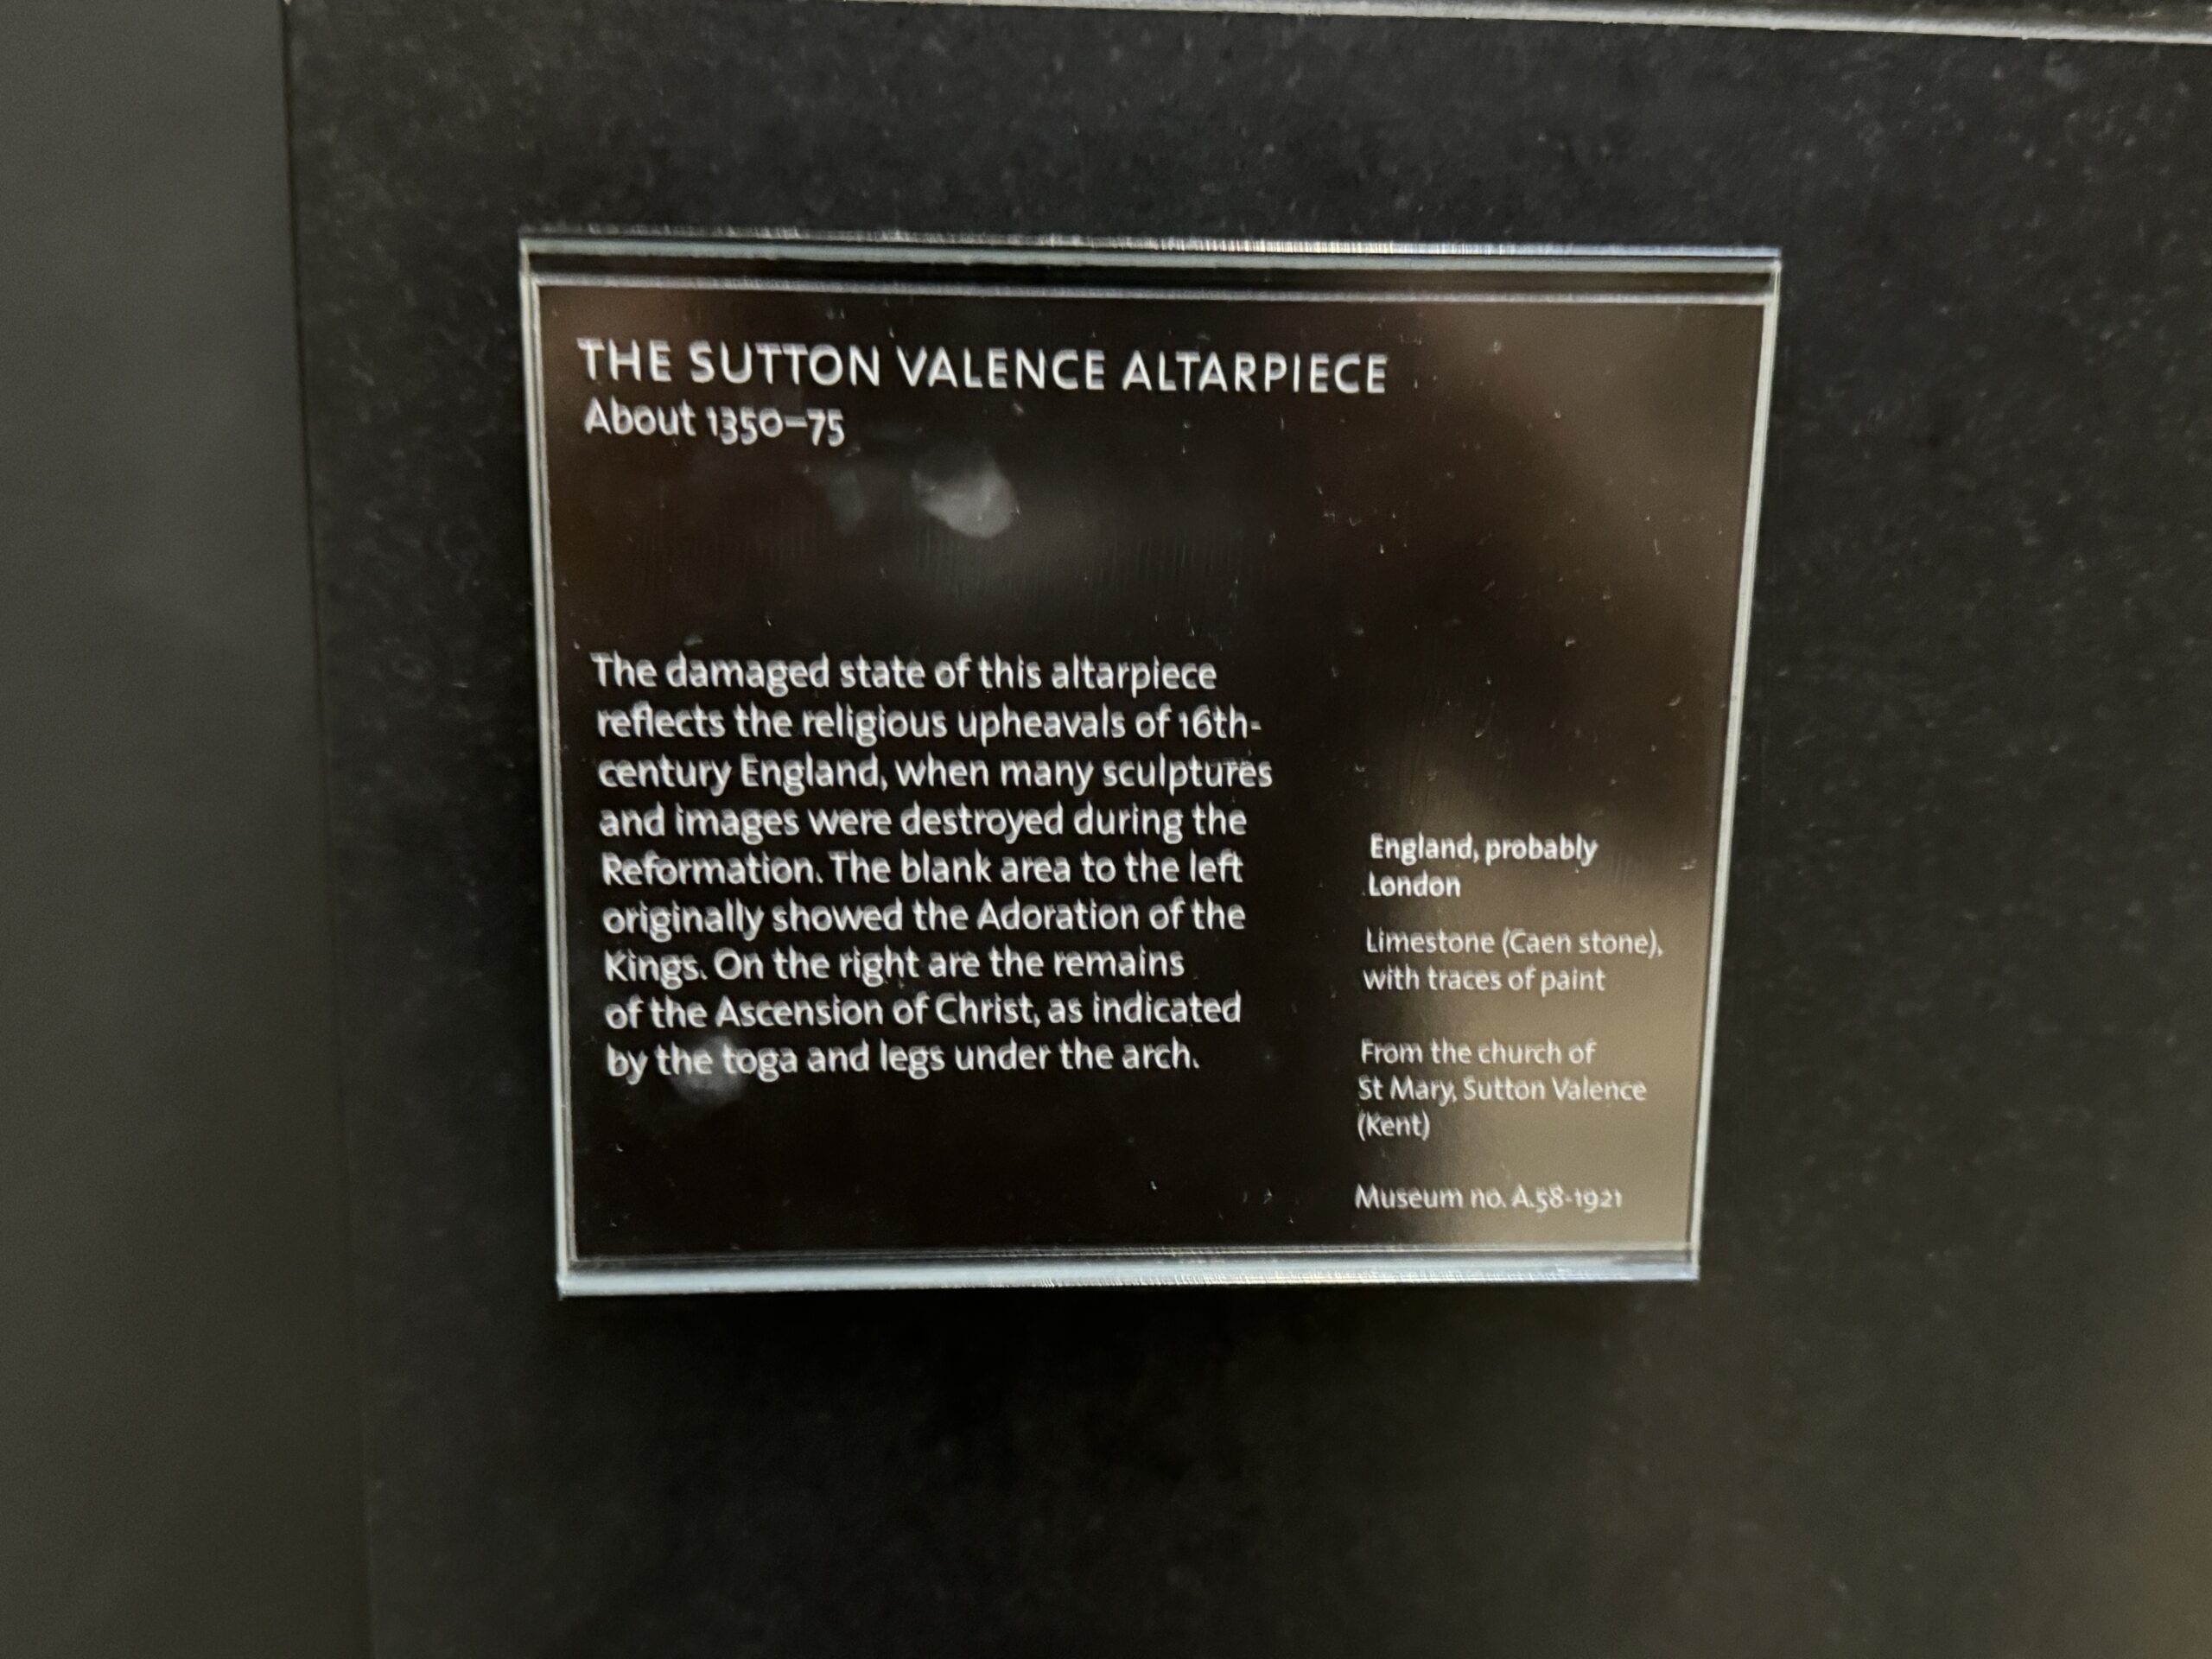 THE SUTTON VALENCE ALTARPIECE
About 1350–75
The damaged state of this altarpiece
reflects the religious upheavals of 16th-
century England, when many sculptures
and images were destroyed during the
Reformation. The blank area to the left
originally showed the Adoration of the
Kings. On the right are the remains
of the Ascension of Christ, as indicated
by the toga and legs under the arch.
England, probably
London
Limestone (Caen stone),
with traces of paint
From the church of
St Mary, Sutton Valence
(Kent)
Museum no. A.58-1921